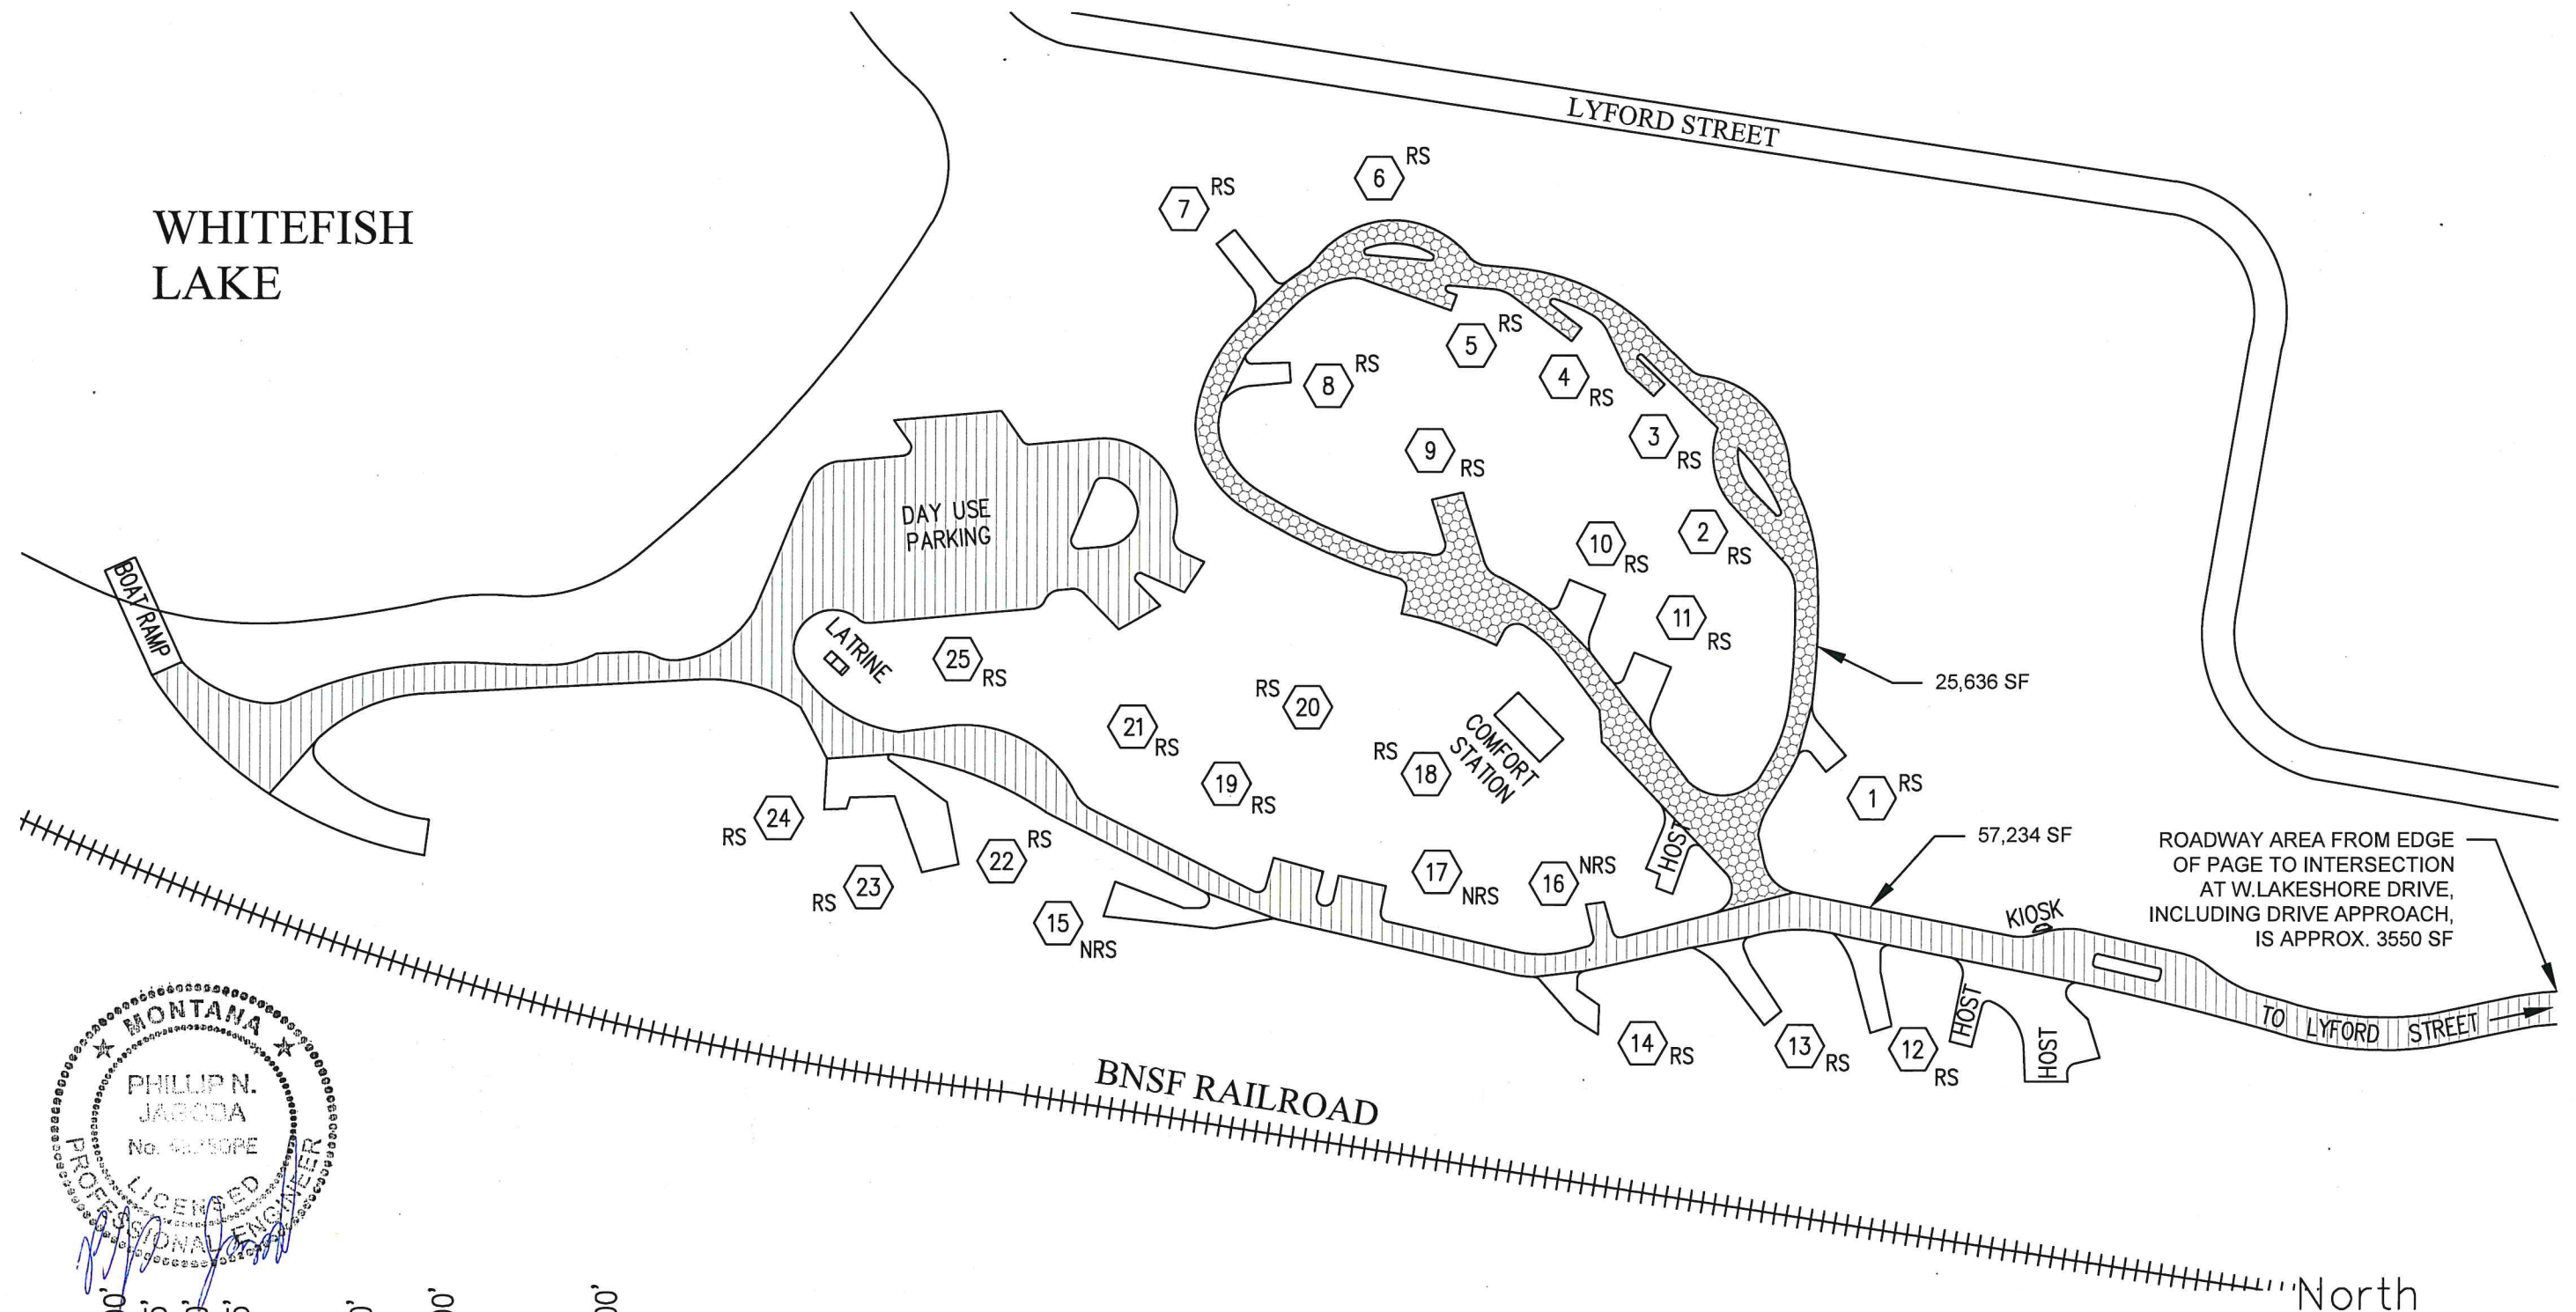 LYFORD STREET
WHITEFISH
LAKE
6 RS
7 RS
5 RS
4 RS
8 RS
3 RS
9 RS
DAY USE
PARKING
10 RS
2 RS
BOAT RAMP
11 RS
LATRINE
25 RS
25,636 SF
RS 20
21 RS
COMFORT
STATION
RS 18
19 RS
1 RS
RS 24
HOST
57,234 SF
ROADWAY AREA FROM EDGE
OF PAGE TO INTERSECTION
AT W.LAKESHORE DRIVE,
INCLUDING DRIVE APPROACH,
IS APPROX. 3550 SF
22 RS
17 NRS
16 NRS
RS 23
15 NRS
KIOSK
HOST
HOST
TO LYFORD STREET
14 RS
13 RS
12 RS
BNSF RAILROAD
MONTANA
PHILLIP N.
JAGODA
No. PE
LICENSED
PROFESSIONAL ENGINEER
North